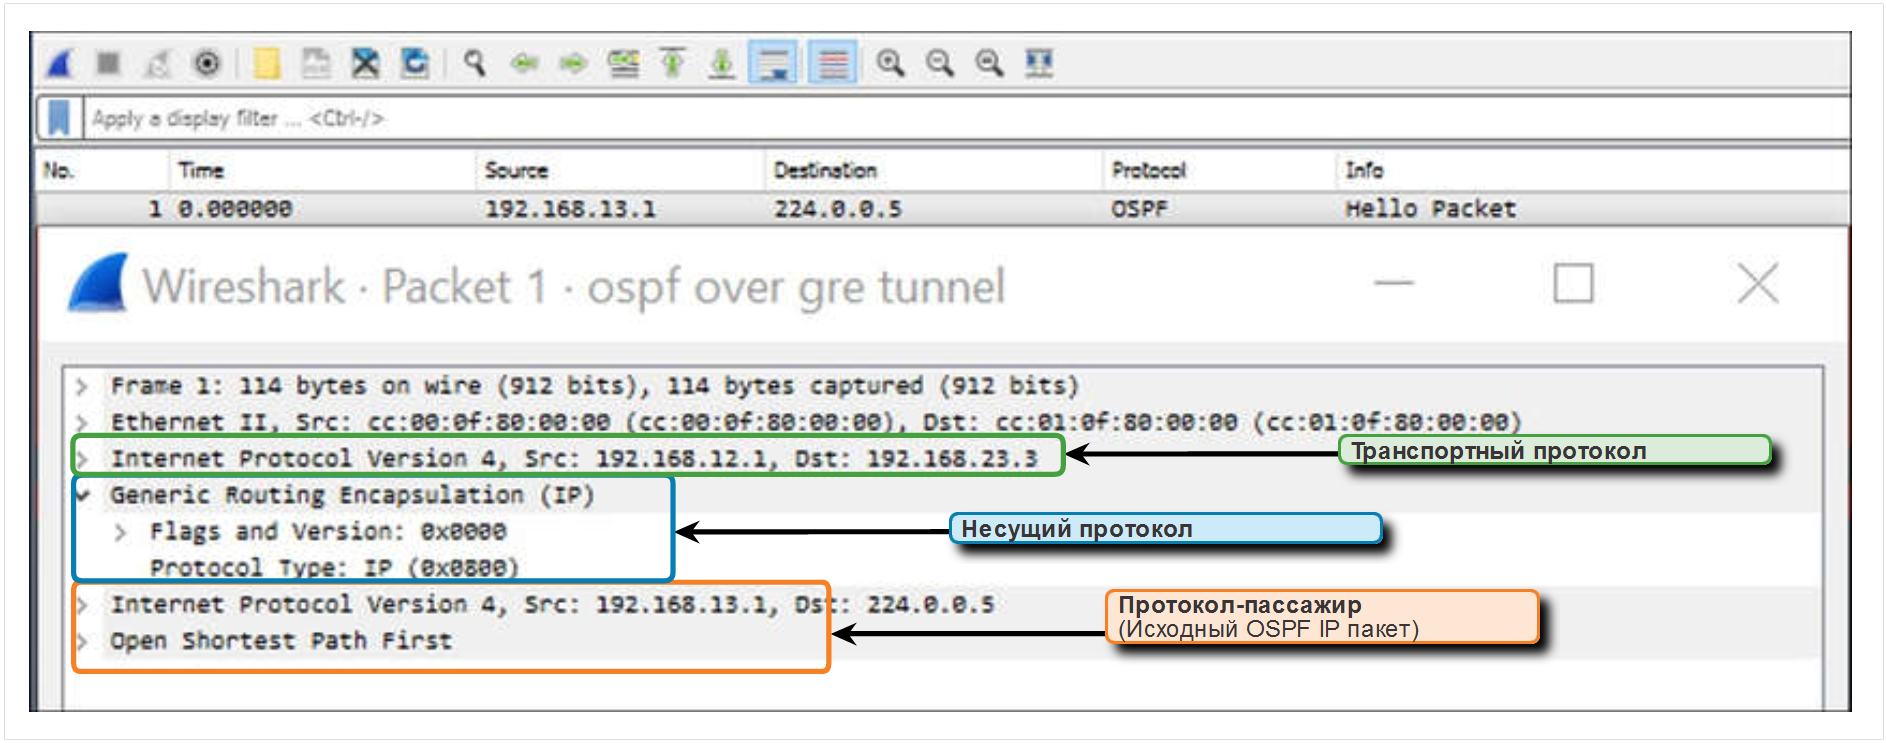 Apply a display filter ... <Ctrl-/>
No. Time Source Destination Protocol Info
1 0.000000 192.168.13.1 224.0.0.5 OSPF Hello Packet
Wireshark · Packet 1 · ospf over gre tunnel
Frame 1: 114 bytes on wire (912 bits), 114 bytes captured (912 bits)
Ethernet II, Src: cc:00:0f:80:00:00 (cc:00:0f:80:00:00), Dst: cc:01:0f:80:00:00 (cc:01:0f:80:00:00)
Internet Protocol Version 4, Src: 192.168.12.1, Dst: 192.168.23.3
Транспортный протокол
Generic Routing Encapsulation (IP)
Flags and Version: 0x0000
Несущий протокол
Protocol Type: IP (0x0800)
Internet Protocol Version 4, Src: 192.168.13.1, Dst: 224.0.0.5
Протокол-пассажир
(Исходный OSPF IP пакет)
Open Shortest Path First